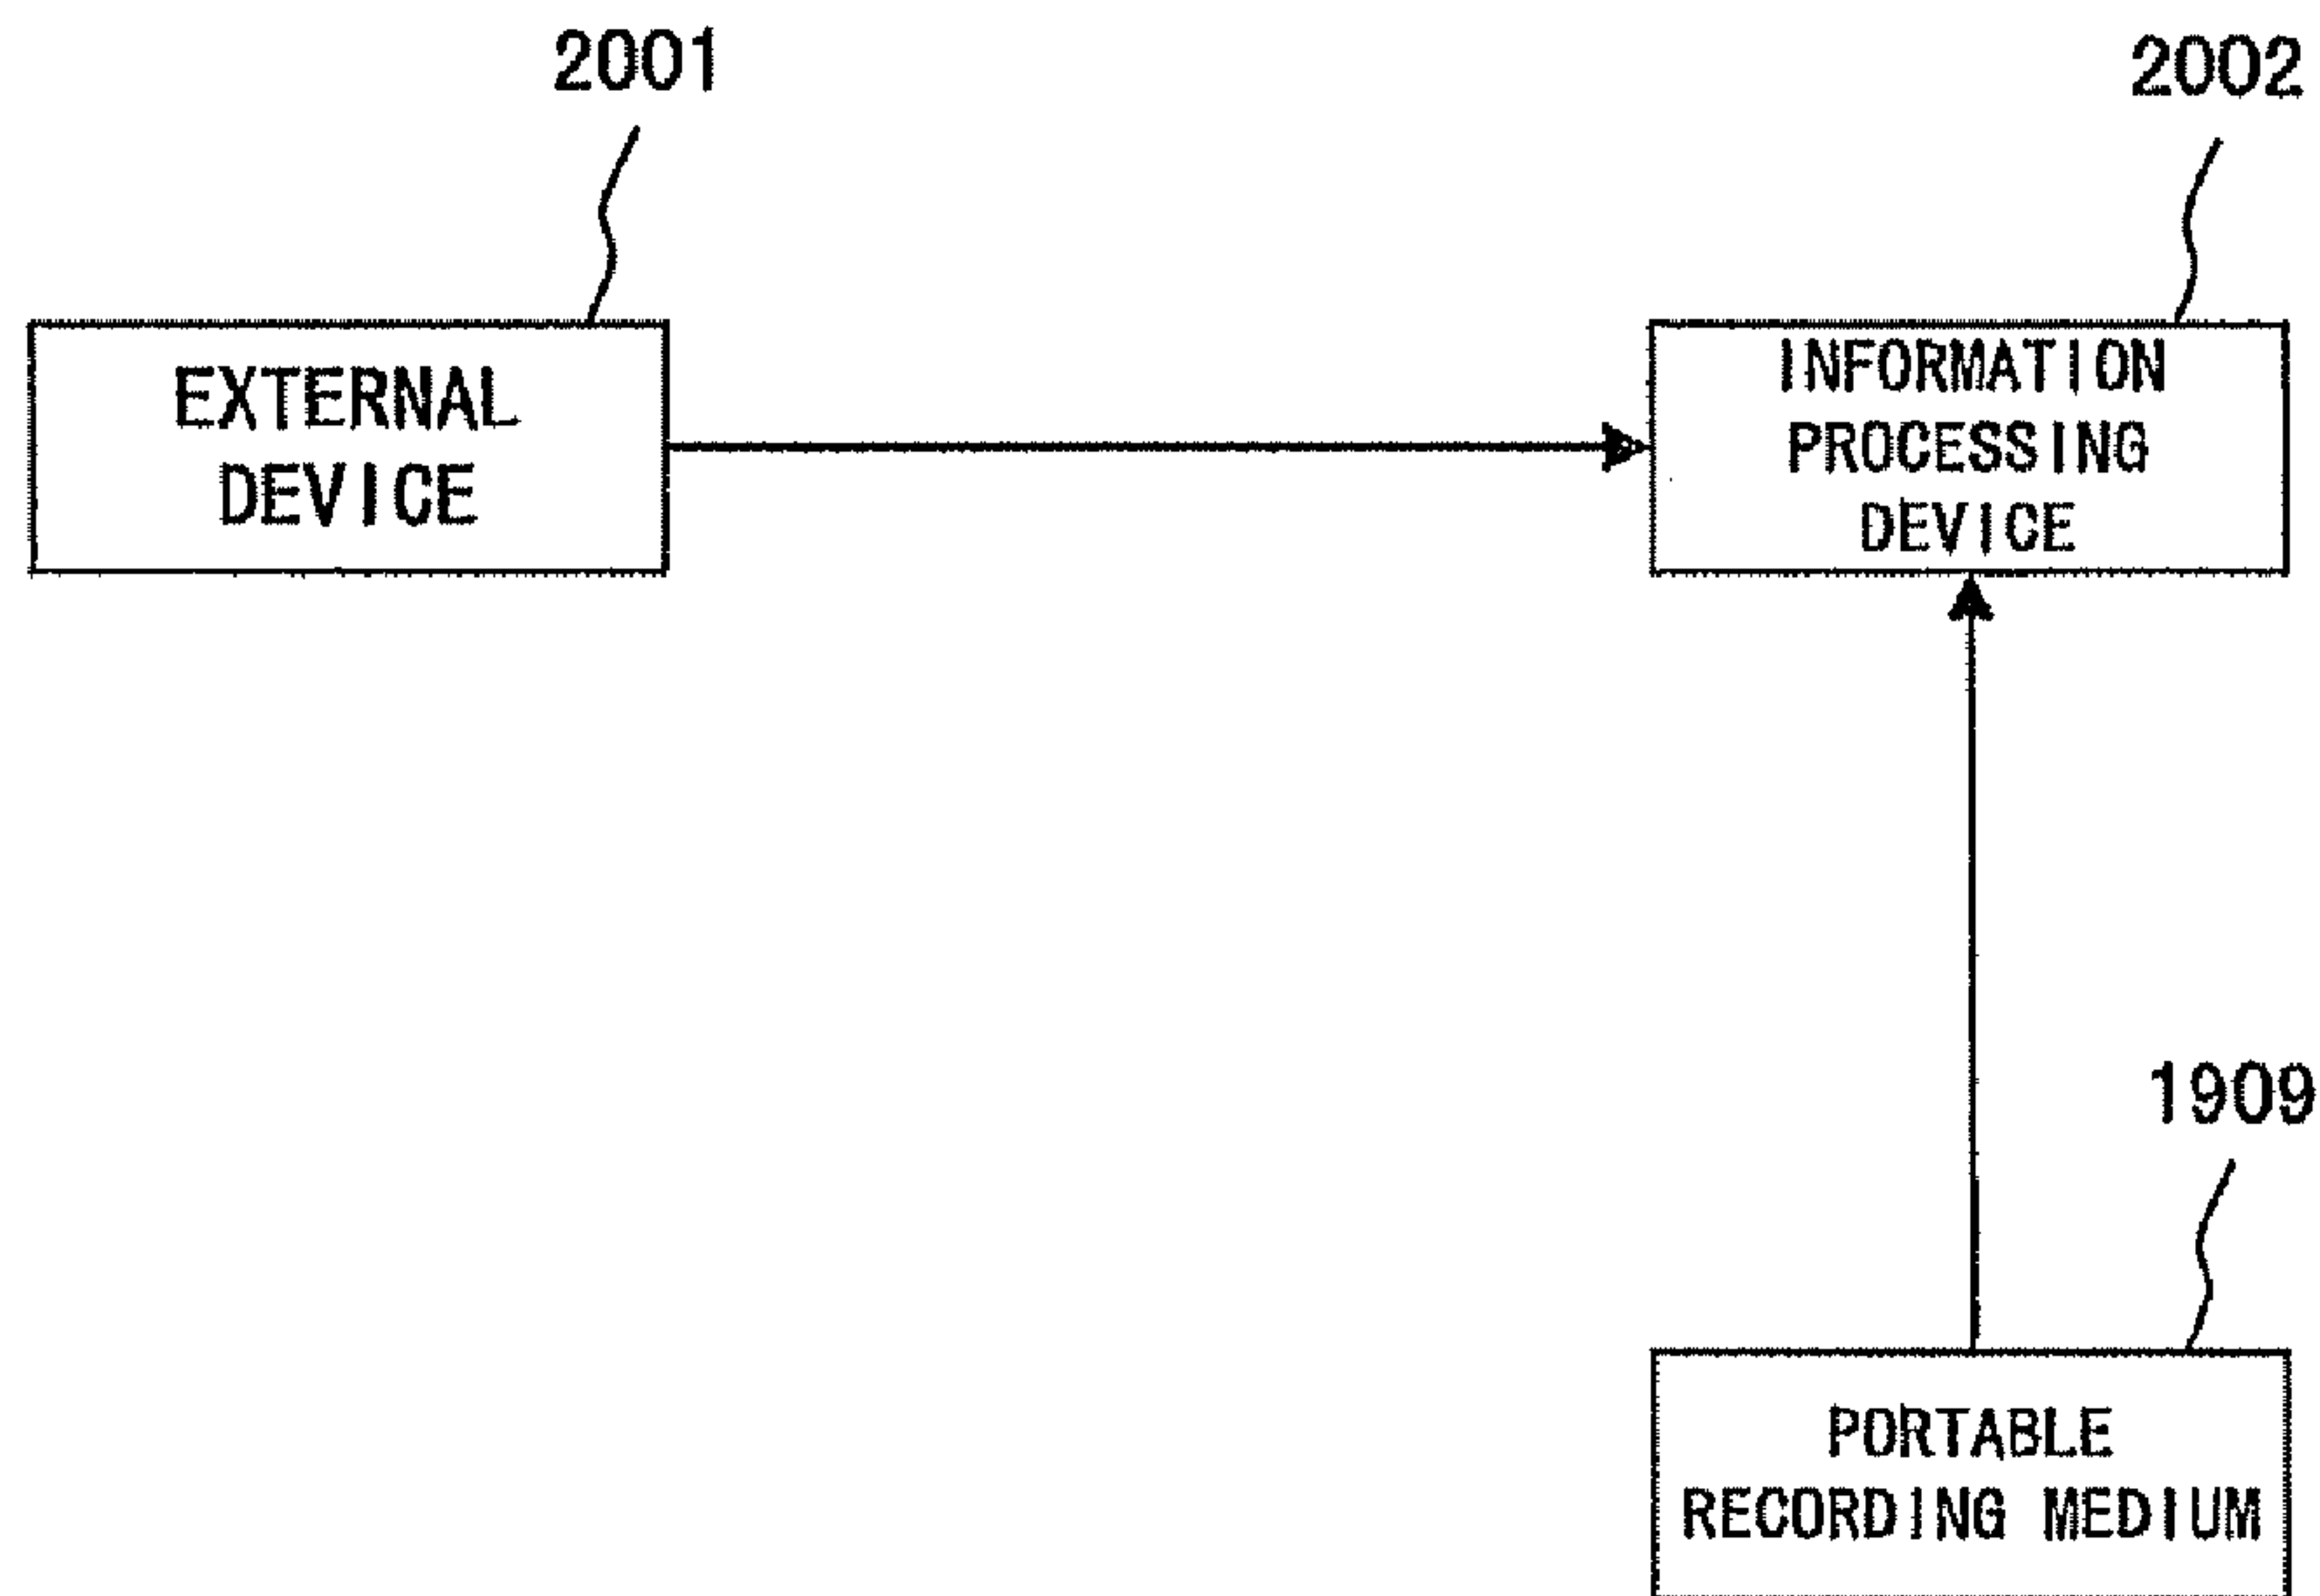 2001
2002
EXTERNAL
DEVICE
INFORMATION
PROCESSING
DEVICE
1909
PORTABLE
RECORDING MEDIUM